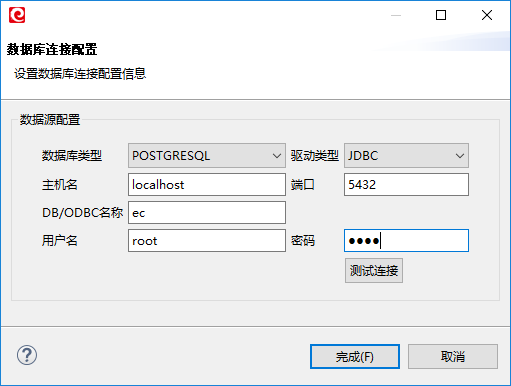 数据库连接配置
设置数据库连接配置信息
数据源配置
数据库类型 POSTGRESQL 驱动类型 JDBC
主机名 localhost 端口 5432
DB/ODBC名称 ec
用户名 root 密码 ●●●●
测试连接
完成(F) 取消